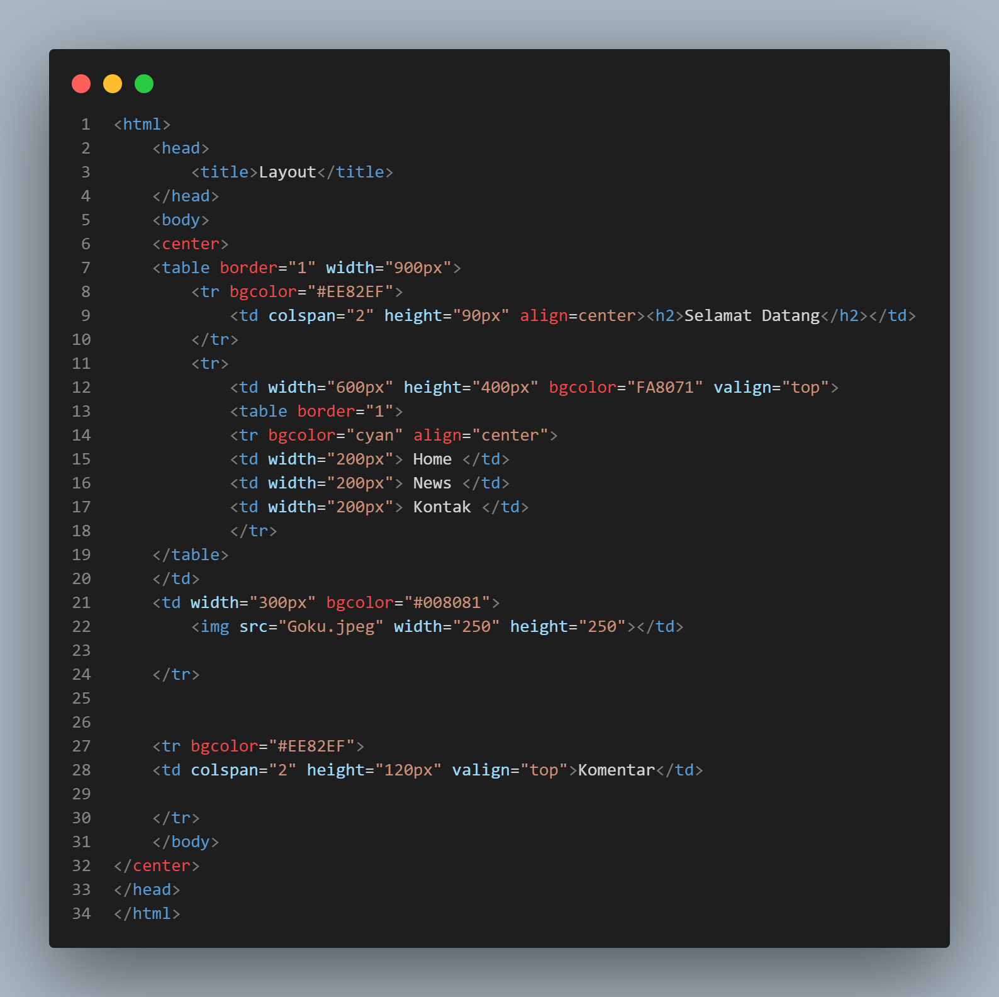 1 <html>
2     <head>
3         <title>Layout</title>
4     </head>
5     <body>
6     <center>
7     <table border="1" width="900px">
8         <tr bgcolor="#EE82EF">
9             <td colspan="2" height="90px" align=center><h2>Selamat Datang</h2></td>
10         </tr>
11         <tr>
12             <td width="600px" height="400px" bgcolor="FA8071" valign="top">
13             <table border="1">
14             <tr bgcolor="cyan" align="center">
15             <td width="200px"> Home </td>
16             <td width="200px"> News </td>
17             <td width="200px"> Kontak </td>
18             </tr>
19     </table>
20     </td>
21     <td width="300px" bgcolor="#008081">
22         <img src="Goku.jpeg" width="250" height="250"></td>
23
24     </tr>
25
26
27     <tr bgcolor="#EE82EF">
28     <td colspan="2" height="120px" valign="top">Komentar</td>
29
30     </tr>
31     </body>
32 </center>
33 </head>
34 </html>